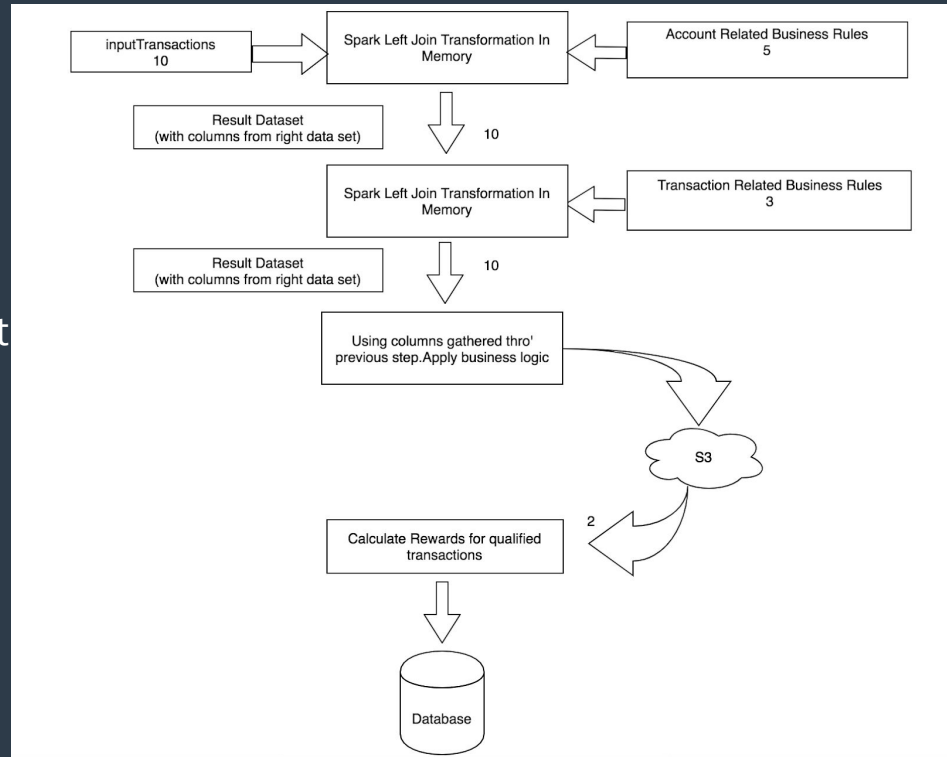 inputTransactions
10
Spark Left Join Transformation In
Memory
Account Related Business Rules
5
Result Dataset
(with columns from right data set)
10
Spark Left Join Transformation In
Memory
Transaction Related Business Rules
3
Result Dataset
(with columns from right data set)
10
t
Using columns gathered thro'
previous step.Apply business logic
S3
2
Calculate Rewards for qualified
transactions
Database